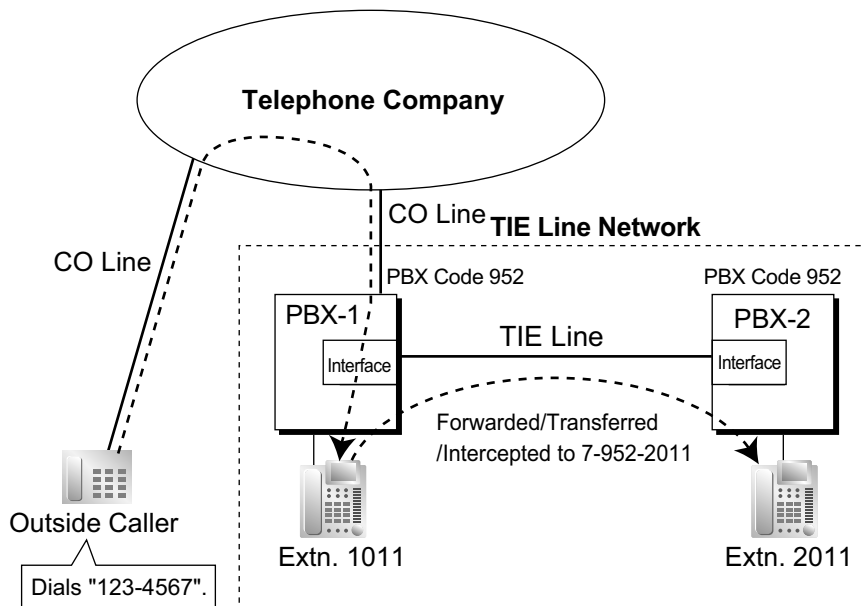 Telephone Company
CO Line
CO Line
TIE Line Network
PBX Code 952
PBX Code 952
PBX-1
PBX-2
TIE Line
Interface
Interface
Forwarded/Transferred
/Intercepted to 7-952-2011
Outside Caller
Extn. 1011
Extn. 2011
Dials "123-4567".